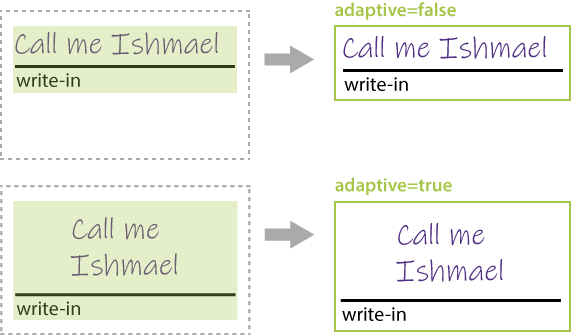 adaptive=false
Call me Ishmael
write-in
Call me Ishmael
write-in
adaptive=true
Call me
Ishmael
write-in
Call me
Ishmael
write-in